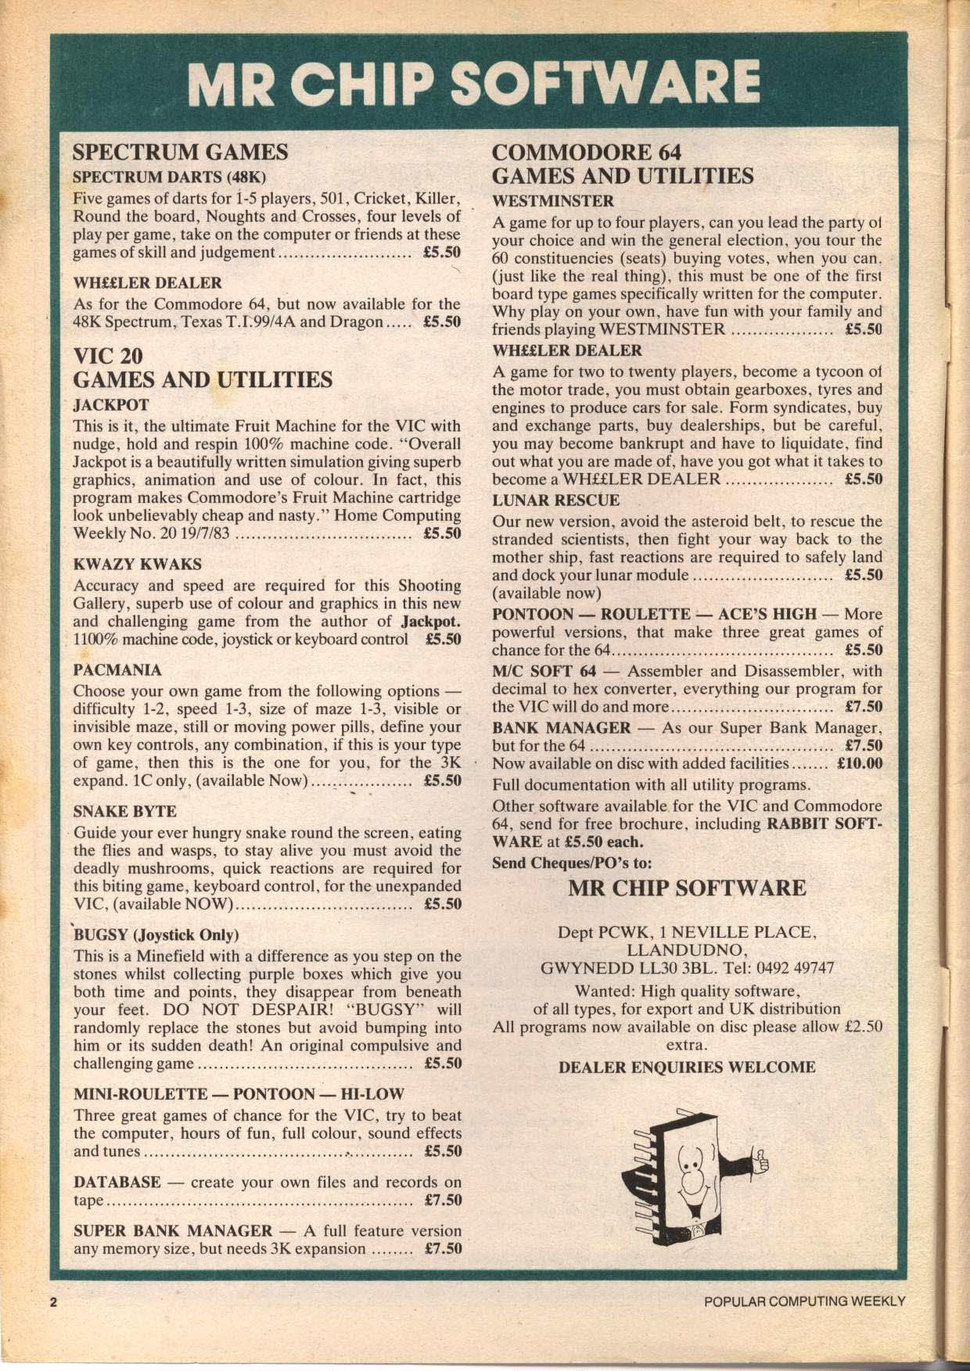 MR CHIP SOFTWARE
SPECTRUM GAMES
SPECTRUM DARTS (48K)
Five games of darts for 1-5 players, 501, Cricket, Killer,
Round the board, Noughts and Crosses, four levels of
play per game, take on the computer or friends at these
games of skill and judgement .......................... £5.50
WH££LER DEALER
As for the Commodore 64, but now available for the
48K Spectrum, Texas T.I.99/4A and Dragon ..... £5.50
VIC 20
GAMES AND UTILITIES
JACKPOT
This is it, the ultimate Fruit Machine for the VIC with
nudge, hold and respin 100% machine code. “Overall
Jackpot is a beautifully written simulation giving superb
graphics, animation and use of colour. In fact, this
program makes Commodore's Fruit Machine cartridge
look unbelievably cheap and nasty.” Home Computing
Weekly No. 20 19/7/83 .................................. £5.50
KWAZY KWAKS
Accuracy and speed are required for this Shooting
Gallery, superb use of colour and graphics in this new
and challenging game from the author of Jackpot.
1100% machine code, joystick or keyboard control £5.50
PACMANIA
Choose your own game from the following options —
difficulty 1-2, speed 1-3, size of maze 1-3, visible or
invisible maze, still or moving power pills, define your
own key controls, any combination, if this is your type
of game, then this is the one for you, for the 3K
expand. 1C only, (available Now).................... £5.50
SNAKE BYTE
Guide your ever hungry snake round the screen, eating
the flies and wasps, to stay alive you must avoid the
deadly mushrooms, quick reactions are required for
this biting game, keyboard control, for the unexpanded
VIC, (available NOW).................................. £5.50
BUGSY (Joystick Only)
This is a Minefield with a difference as you step on the
stones whilst collecting purple boxes which give you
both time and points, they disappear from beneath
your feet. DO NOT DESPAIR! “BUGSY” will
randomly replace the stones but avoid bumping into
him or its sudden death! An original compulsive and
challenging game ......................................... £5.50
MINI-ROULETTE — PONTOON — HI-LOW
Three great games of chance for the VIC, try to beat
the computer, hours of fun, full colour, sound effects
and tunes .................................................... £5.50
DATABASE — create your own files and records on
tape........................................................... £7.50
SUPER BANK MANAGER — A full feature version
any memory size, but needs 3K expansion ........ £7.50
COMMODORE 64
GAMES AND UTILITIES
WESTMINSTER
A game for up to four players, can you lead the party of
your choice and win the general election, you tour the
60 constituencies (seats) buying votes, when you can.
(just like the real thing), this must be one of the first
board type games specifically written for the computer.
Why play on your own, have fun with your family and
friends playing WESTMINSTER .................... £5.50
WH££LER DEALER
A game for two to twenty players, become a tycoon of
the motor trade, you must obtain gearboxes, tyres and
engines to produce cars for sale. Form syndicates, buy
and exchange parts, buy dealerships, but be careful,
you may become bankrupt and have to liquidate, find
out what you are made of, have you got what it takes to
become a WH££LER DEALER ..................... £5.50
LUNAR RESCUE
Our new version, avoid the asteroid belt, to rescue the
stranded scientists, then fight your way back to the
mother ship, fast reactions are required to safely land
and dock your lunar module ........................... £5.50
(available now)
PONTOON — ROULETTE — ACE'S HIGH — More
powerful versions, that make three great games of
chance for the 64........................................... £5.50
M/C SOFT 64 — Assembler and Disassembler, with
decimal to hex converter, everything our program for
the VIC will do and more................................ £7.50
BANK MANAGER — As our Super Bank Manager,
but for the 64 ............................................... £7.50
Now available on disc with added facilities....... £10.00
Full documentation with all utility programs.
Other software available for the VIC and Commodore
64, send for free brochure, including RABBIT SOFT-
WARE at £5.50 each.
Send Cheques/PO's to:
MR CHIP SOFTWARE
Dept PCWK, 1 NEVILLE PLACE,
LLANDUDNO,
GWYNEDD LL30 3BL. Tel: 0492 49747
Wanted: High quality software,
of all types, for export and UK distribution
All programs now available on disc please allow £2.50
extra.
DEALER ENQUIRIES WELCOME
2
POPULAR COMPUTING WEEKLY